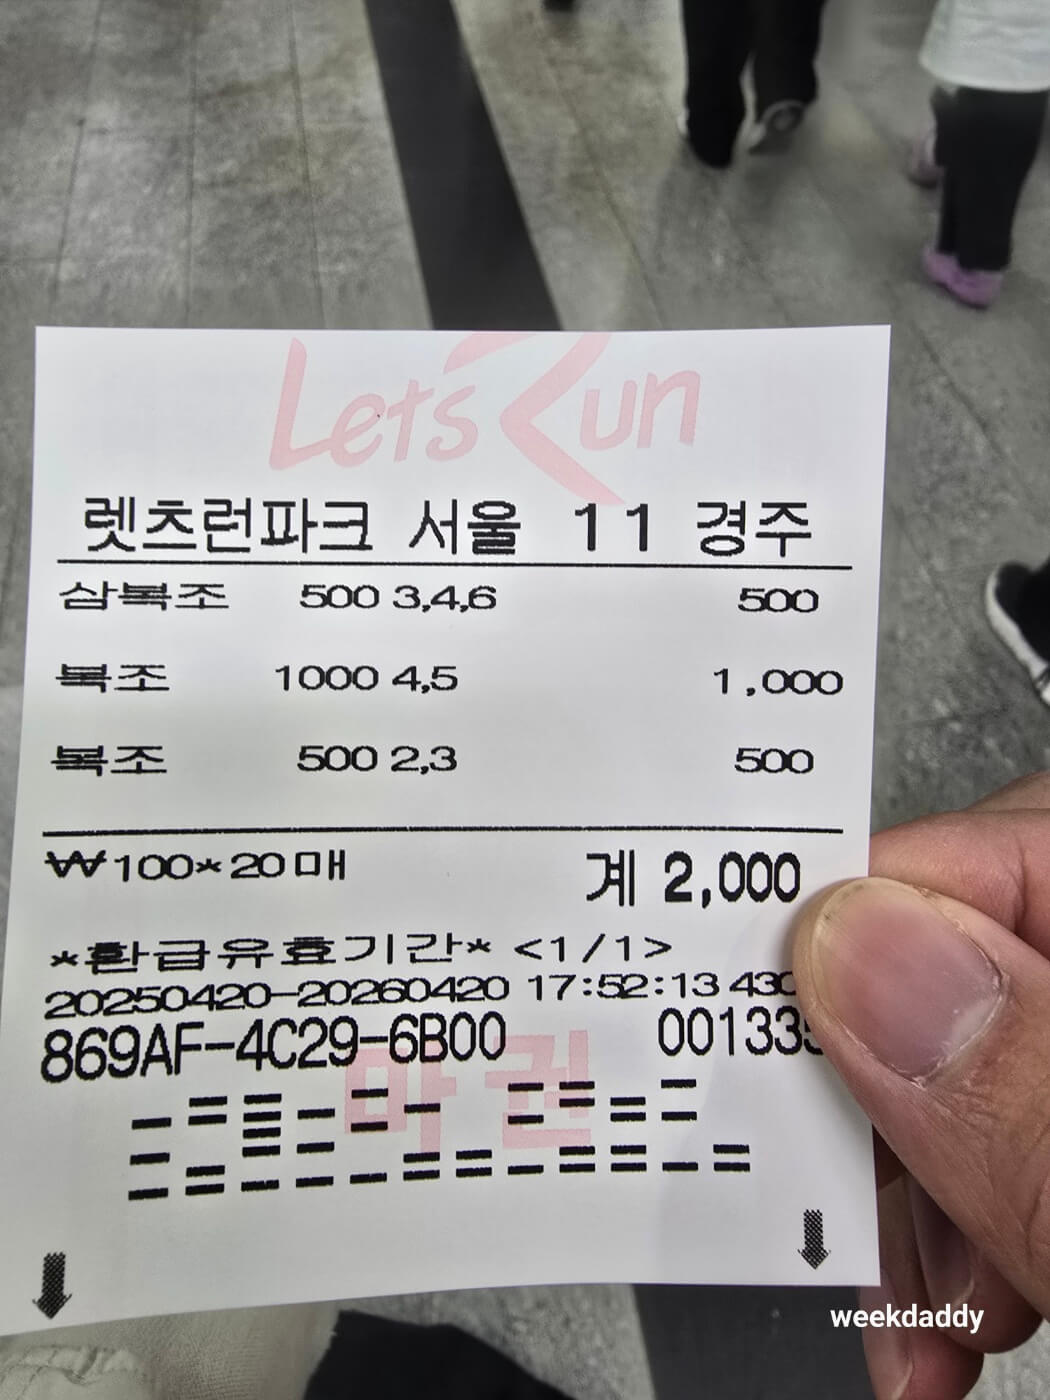 Let's Run
렛츠런파크 서울 11 경주
삼복조 500 3,4,6 500
복조 1000 4,5 1,000
복조 500 2,3 500
₩100*20매 계 2,000
*환급유효기간* <1/1>
20250420-20260420 17:52:13 430
869AF-4C29-6B00 001335
마권
weekdaddy